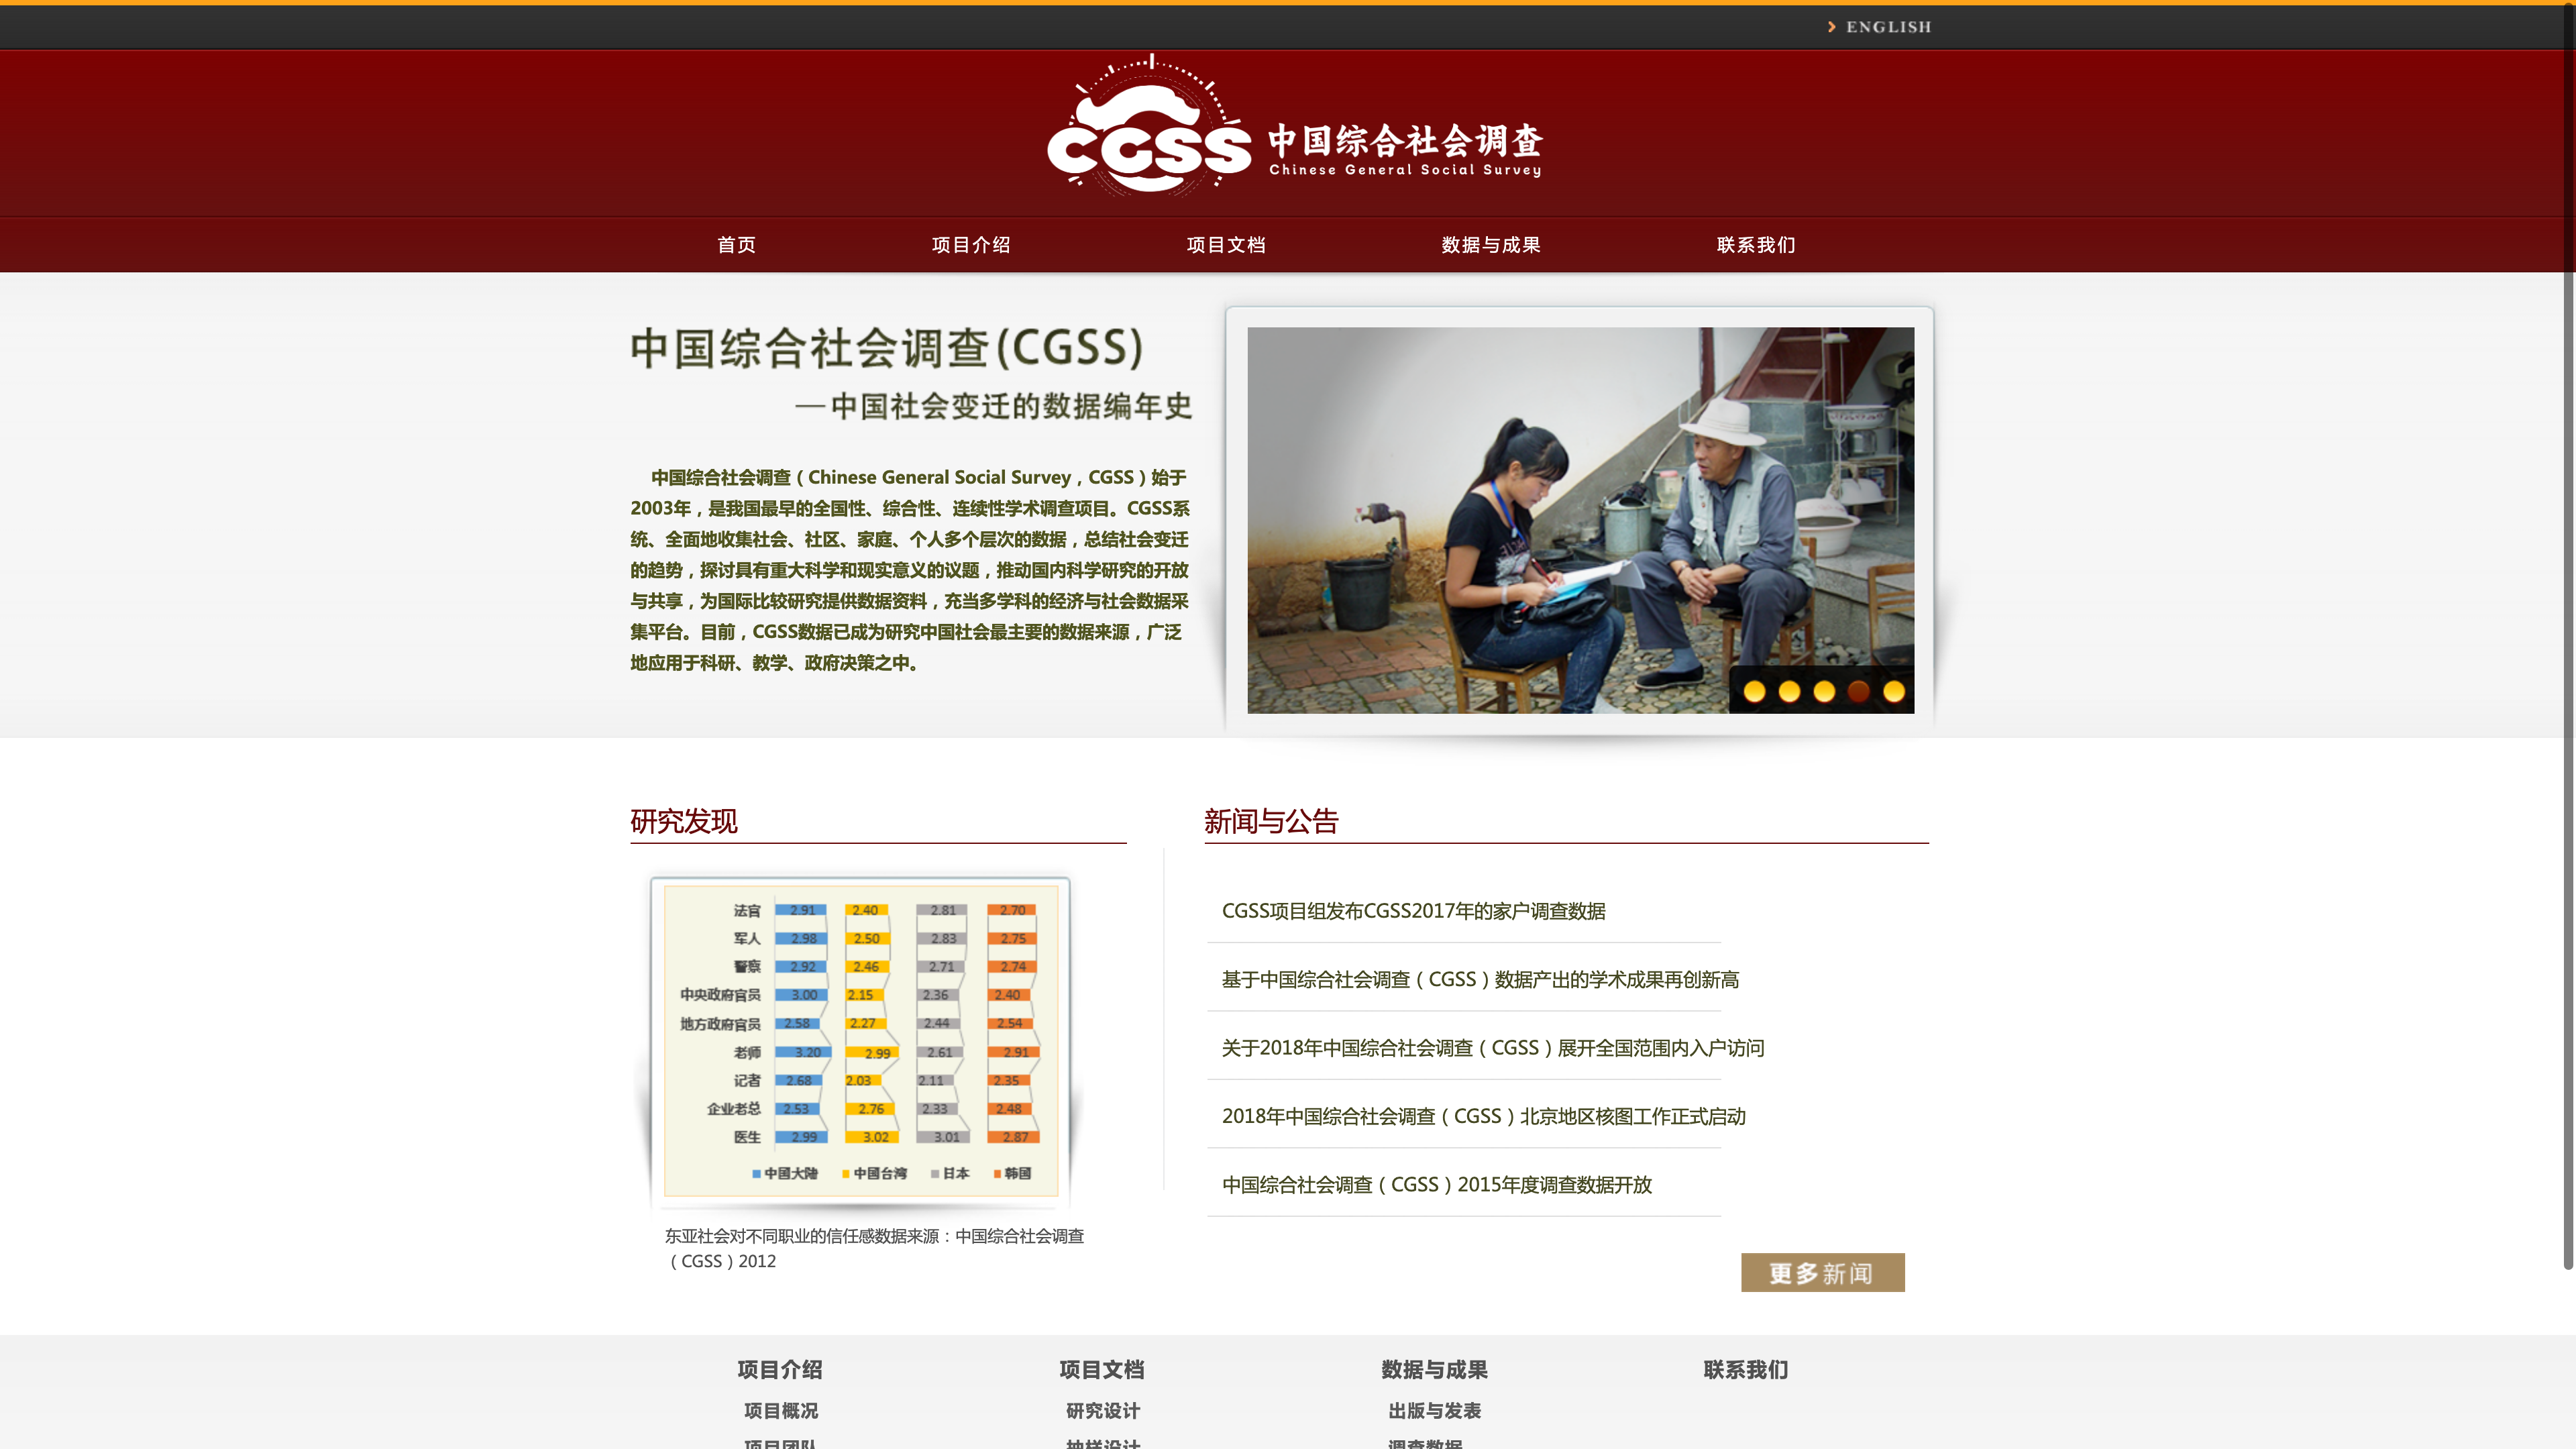 ENGLISH
CGSS
中国综合社会调查
Chinese General Social Survey
首页
项目介绍
项目文档
数据与成果
联系我们
中国综合社会调查(CGSS)
—中国社会变迁的数据编年史
中国综合社会调查（Chinese General Social Survey，CGSS）始于
2003年，是我国最早的全国性、综合性、连续性学术调查项目。CGSS系
统、全面地收集社会、社区、家庭、个人多个层次的数据，总结社会变迁
的趋势，探讨具有重大科学和现实意义的议题，推动国内科学研究的开放
与共享，为国际比较研究提供数据资料，充当多学科的经济与社会数据采
集平台。目前，CGSS数据已成为研究中国社会最主要的数据来源，广泛
地应用于科研、教学、政府决策之中。
研究发现
法官 2.91 2.40 2.81 2.70
军人 2.98 2.50 2.83 2.75
警察 2.92 2.46 2.71 2.74
中央政府官员 3.00 2.15 2.36 2.40
地方政府官员 2.58 2.27 2.44 2.54
老师 3.20 2.99 2.61 2.91
记者 2.68 2.03 2.11 2.35
企业老总 2.53 2.76 2.33 2.48
医生 2.99 3.02 3.01 2.87
中国大陆 中国台湾 日本 韩国
东亚社会对不同职业的信任感数据来源：中国综合社会调查
（CGSS）2012
新闻与公告
CGSS项目组发布CGSS2017年的家户调查数据
基于中国综合社会调查（CGSS）数据产出的学术成果再创新高
关于2018年中国综合社会调查（CGSS）展开全国范围内入户访问
2018年中国综合社会调查（CGSS）北京地区核图工作正式启动
中国综合社会调查（CGSS）2015年度调查数据开放
更多新闻
项目介绍
项目文档
数据与成果
联系我们
项目概况
研究设计
出版与发表
项目团队
抽样设计
调查数据